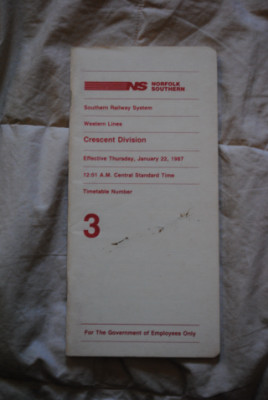 NS NORFOLK
SOUTHERN
Southern Railway System
Western Lines
Crescent Division
Effective Thursday, January 22, 1987
12:01 A.M. Central Standard Time
Timetable Number
3
For The Government of Employees Only